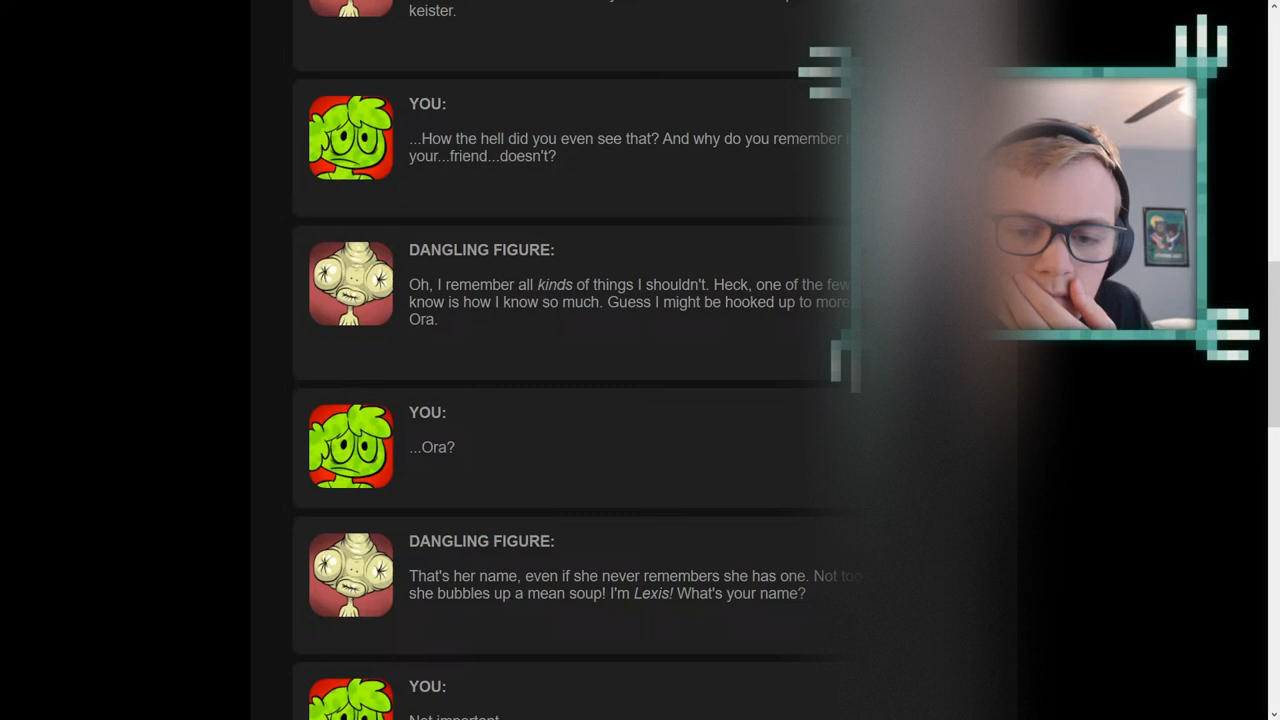 keister.
YOU:
...How the hell did you even see that? And why do you remember
your...friend...doesn't?
DANGLING FIGURE:
Oh, I remember all kinds of things I shouldn't. Heck, one of the few
know is how I know so much. Guess I might be hooked up to more
Ora.
YOU:
...Ora?
DANGLING FIGURE:
That's her name, even if she never remembers she has one. Not too
she bubbles up a mean soup! I'm Lexis! What's your name?
YOU:
Not important